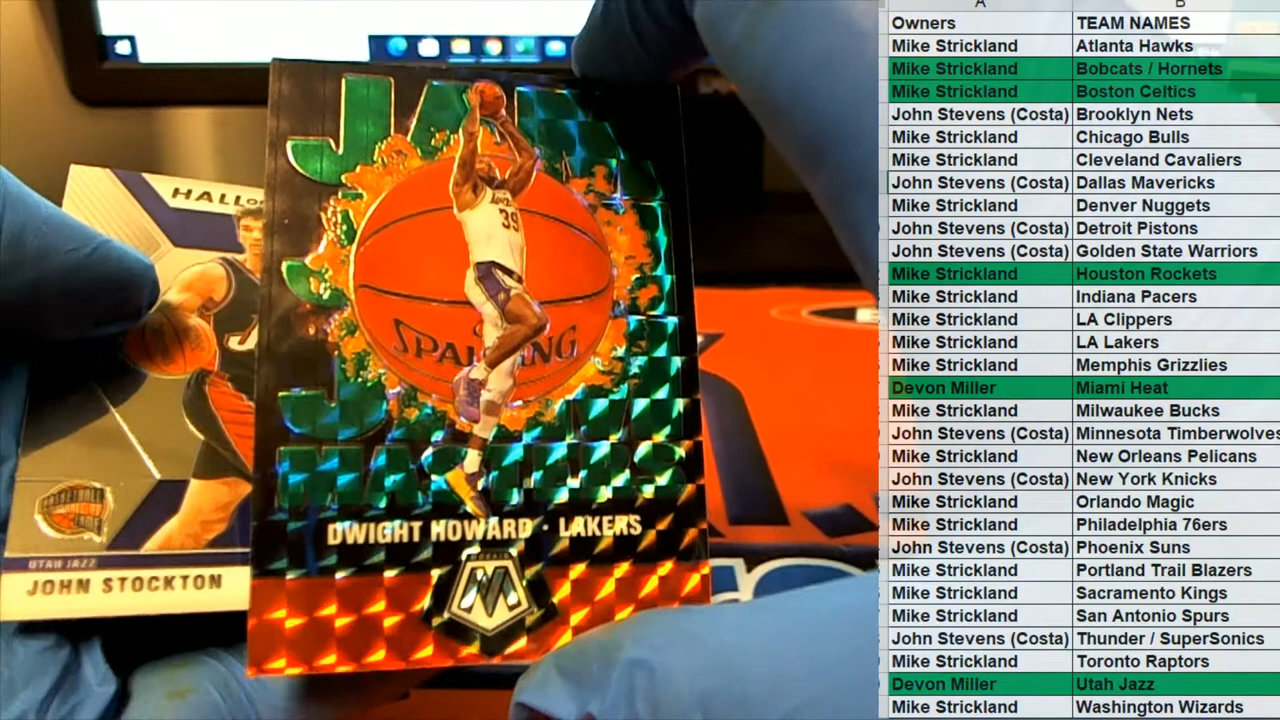 HALL OF
UTAH JAZZ
JOHN STOCKTON
JAM
39
SPALDING
JAM
MASTERS
DWIGHT HOWARD · LAKERS
MOSAIC
M
A B
Owners TEAM NAMES
Mike Strickland Atlanta Hawks
Mike Strickland Bobcats / Hornets
Mike Strickland Boston Celtics
John Stevens (Costa) Brooklyn Nets
Mike Strickland Chicago Bulls
Mike Strickland Cleveland Cavaliers
John Stevens (Costa) Dallas Mavericks
Mike Strickland Denver Nuggets
John Stevens (Costa) Detroit Pistons
John Stevens (Costa) Golden State Warriors
Mike Strickland Houston Rockets
Mike Strickland Indiana Pacers
Mike Strickland LA Clippers
Mike Strickland LA Lakers
Mike Strickland Memphis Grizzlies
Devon Miller Miami Heat
Mike Strickland Milwaukee Bucks
John Stevens (Costa) Minnesota Timberwolves
Mike Strickland New Orleans Pelicans
John Stevens (Costa) New York Knicks
Mike Strickland Orlando Magic
Mike Strickland Philadelphia 76ers
John Stevens (Costa) Phoenix Suns
Mike Strickland Portland Trail Blazers
Mike Strickland Sacramento Kings
Mike Strickland San Antonio Spurs
John Stevens (Costa) Thunder / SuperSonics
Mike Strickland Toronto Raptors
Devon Miller Utah Jazz
Mike Strickland Washington Wizards